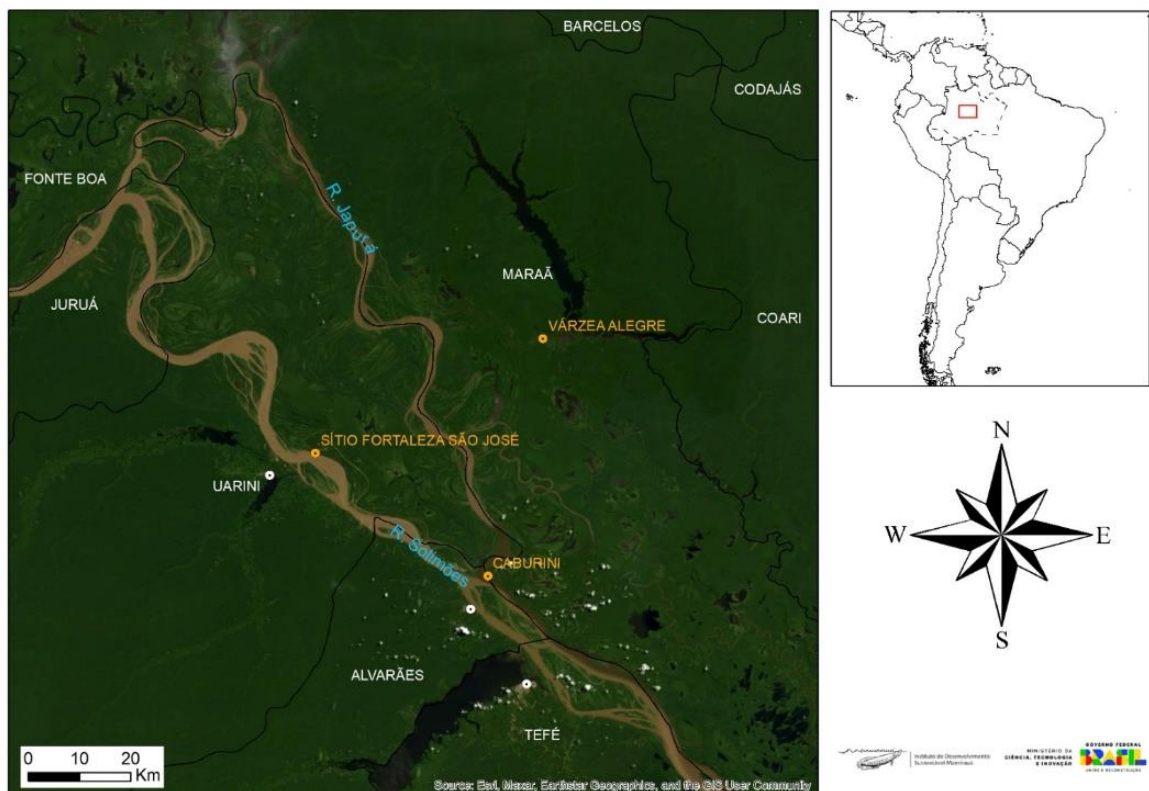 BARCELOS
CODAJÁS
FONTE BOA
R. Japurá
MARAÃ
JURUÁ
COARI
VÁRZEA ALEGRE
SÍTIO FORTALEZA SÃO JOSÉ
UARINI
R. Solimões
CABURINI
ALVARÃES
TEFÉ
0 10 20
Km
Source: Esri, Maxar, Earthstar Geographics, and the GIS User Community
N
W E
S
Instituto de Desenvolvimento
Sustentável Mamirauá
MINISTÉRIO DA
CIÊNCIA, TECNOLOGIA
E INOVAÇÃO
GOVERNO FEDERAL
BRASIL
UNIÃO E RECONSTRUÇÃO